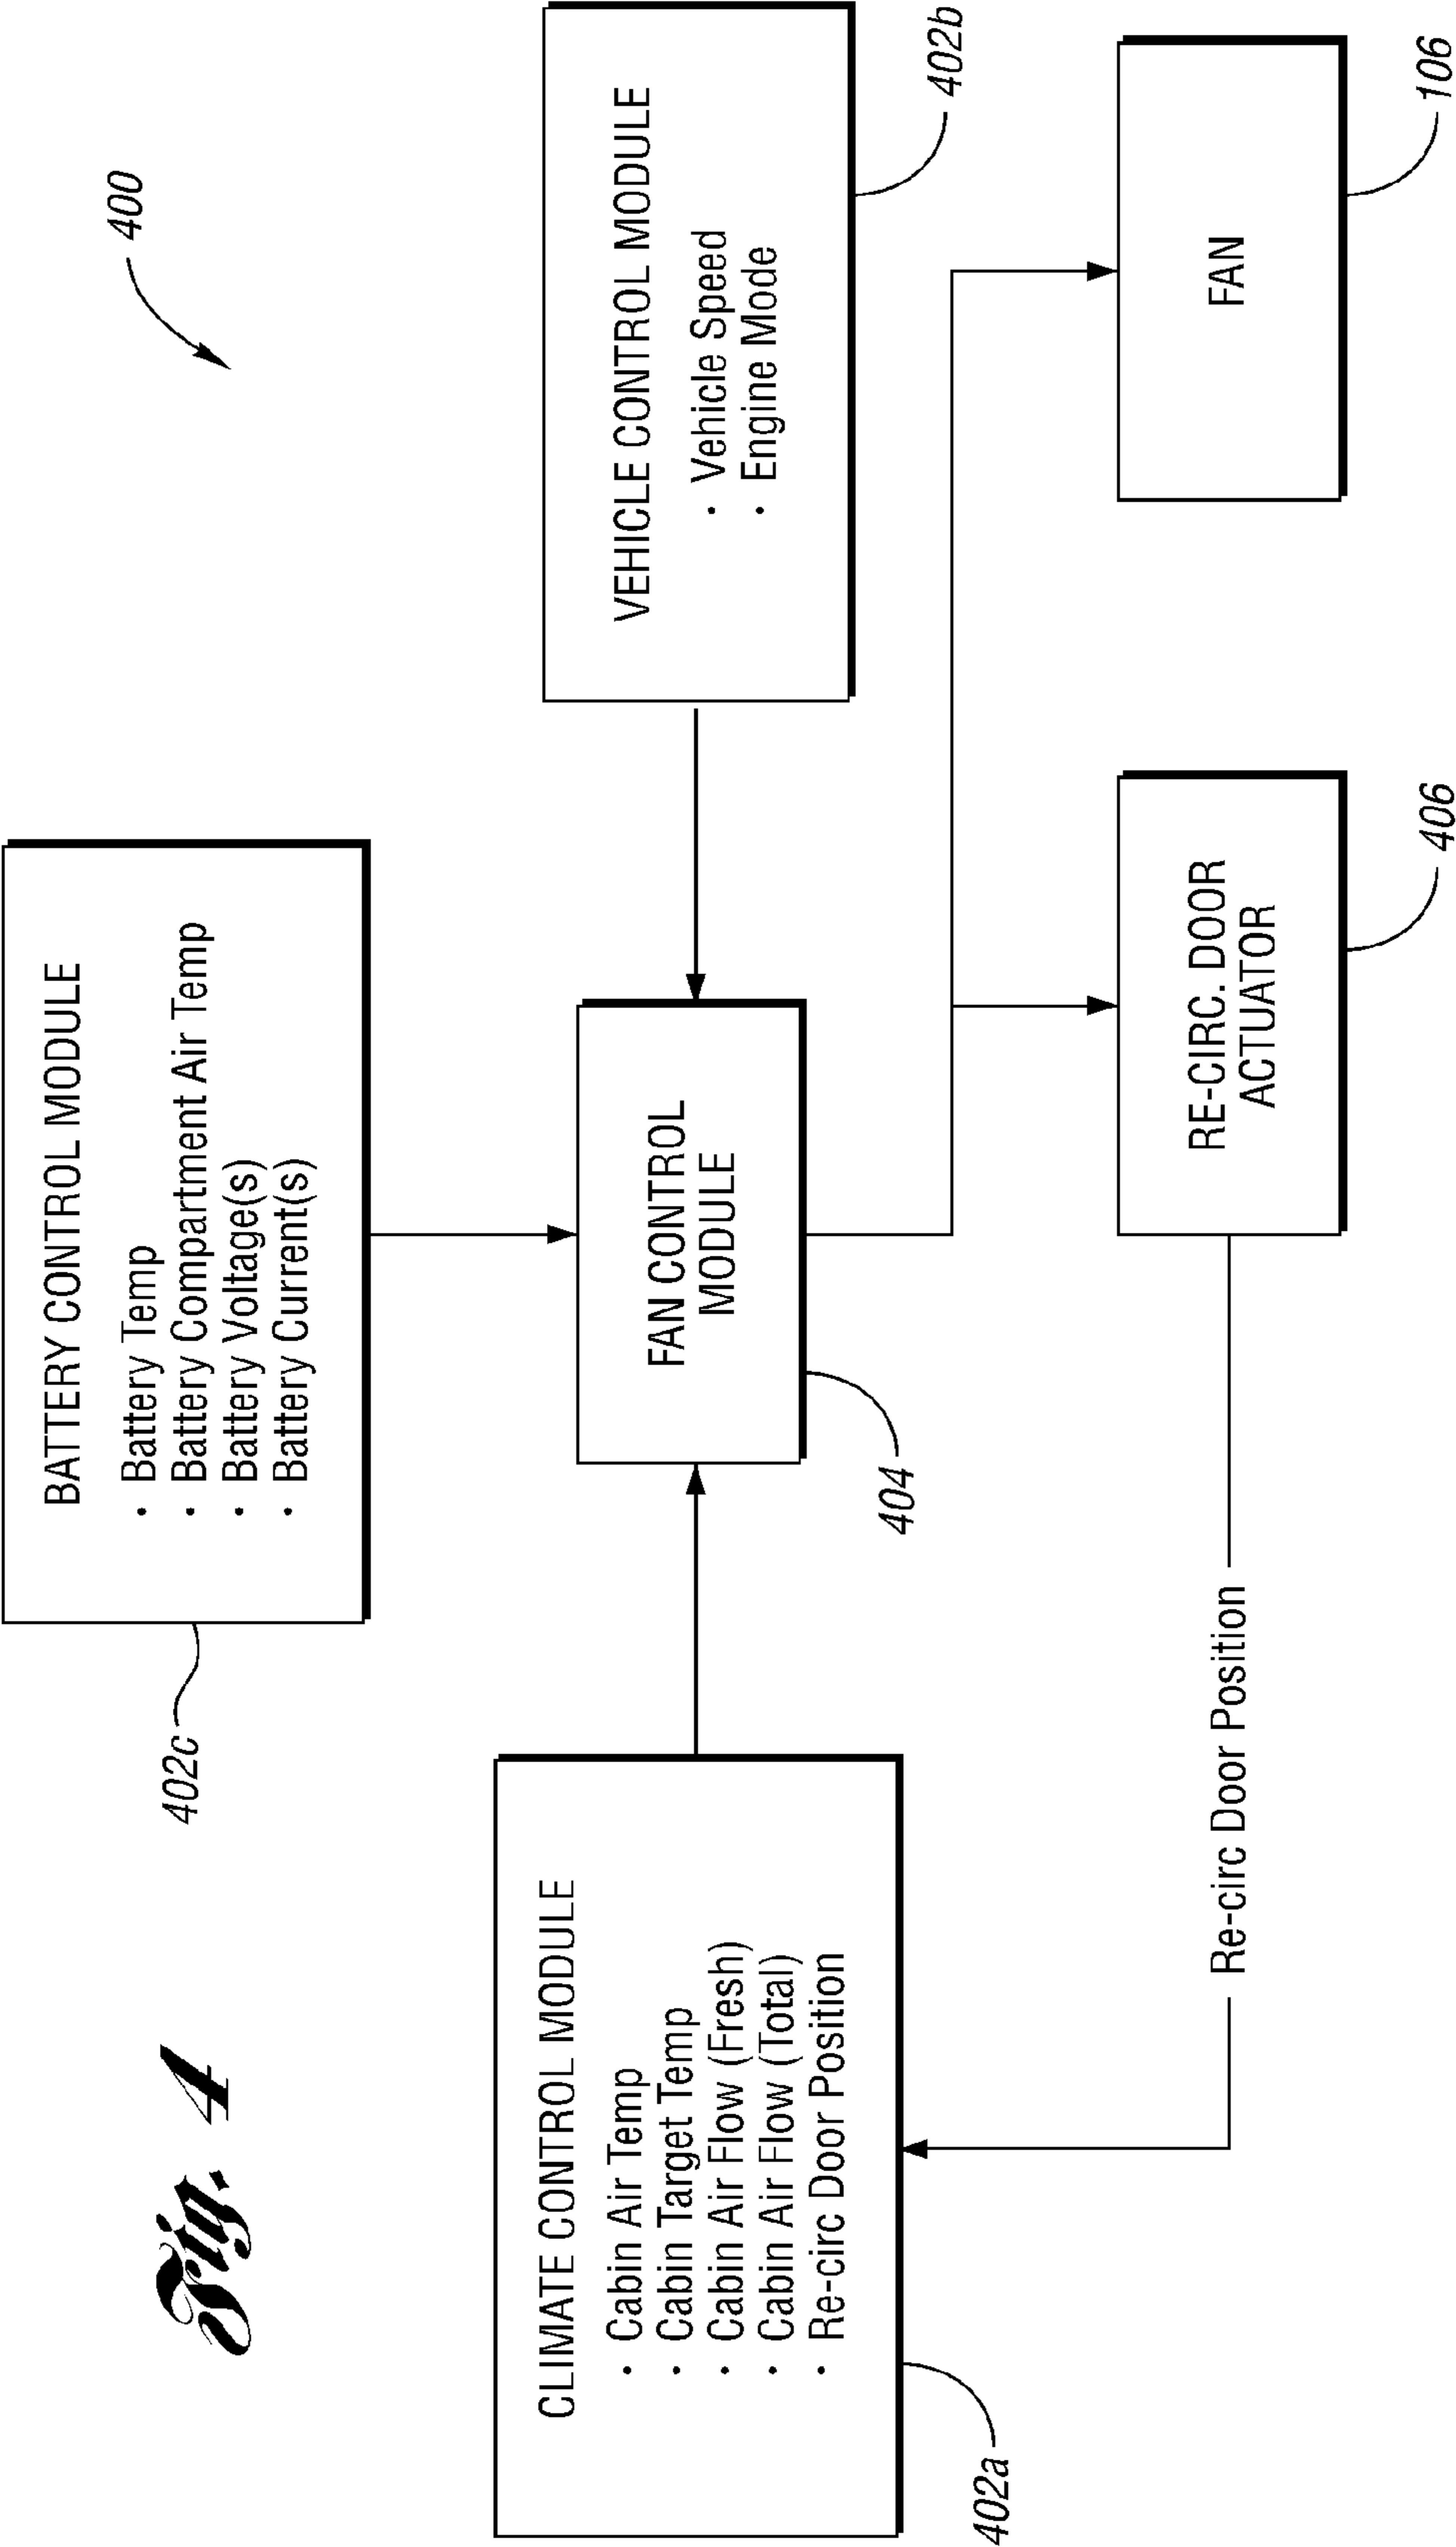 Fig. 4
400
BATTERY CONTROL MODULE
· Battery Temp
· Battery Compartment Air Temp
· Battery Voltage(s)
· Battery Current(s)
402c
CLIMATE CONTROL MODULE
· Cabin Air Temp
· Cabin Target Temp
· Cabin Air Flow (Fresh)
· Cabin Air Flow (Total)
· Re-circ Door Position
402a
FAN CONTROL
MODULE
404
VEHICLE CONTROL MODULE
· Vehicle Speed
· Engine Mode
402b
Re-circ Door Position
RE-CIRC. DOOR
ACTUATOR
406
FAN
106